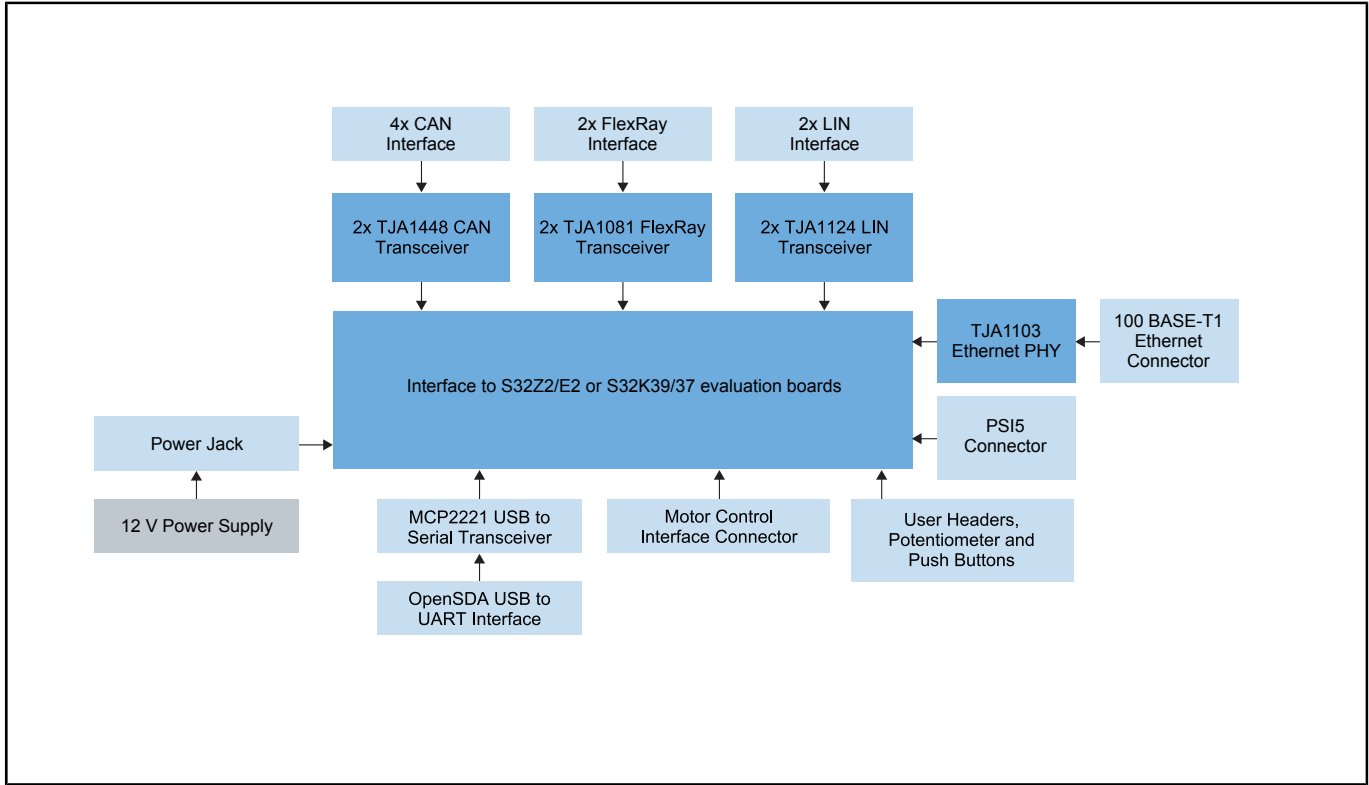 4x CAN
Interface
2x FlexRay
Interface
2x LIN
Interface
2x TJA1448 CAN
Transceiver
2x TJA1081 FlexRay
Transceiver
2x TJA1124 LIN
Transceiver
TJA1103
Ethernet PHY
100 BASE-T1
Ethernet
Connector
Interface to S32Z2/E2 or S32K39/37 evaluation boards
Power Jack
PSI5
Connector
12 V Power Supply
MCP2221 USB to
Serial Transceiver
Motor Control
Interface Connector
User Headers,
Potentiometer and
Push Buttons
OpenSDA USB to
UART Interface